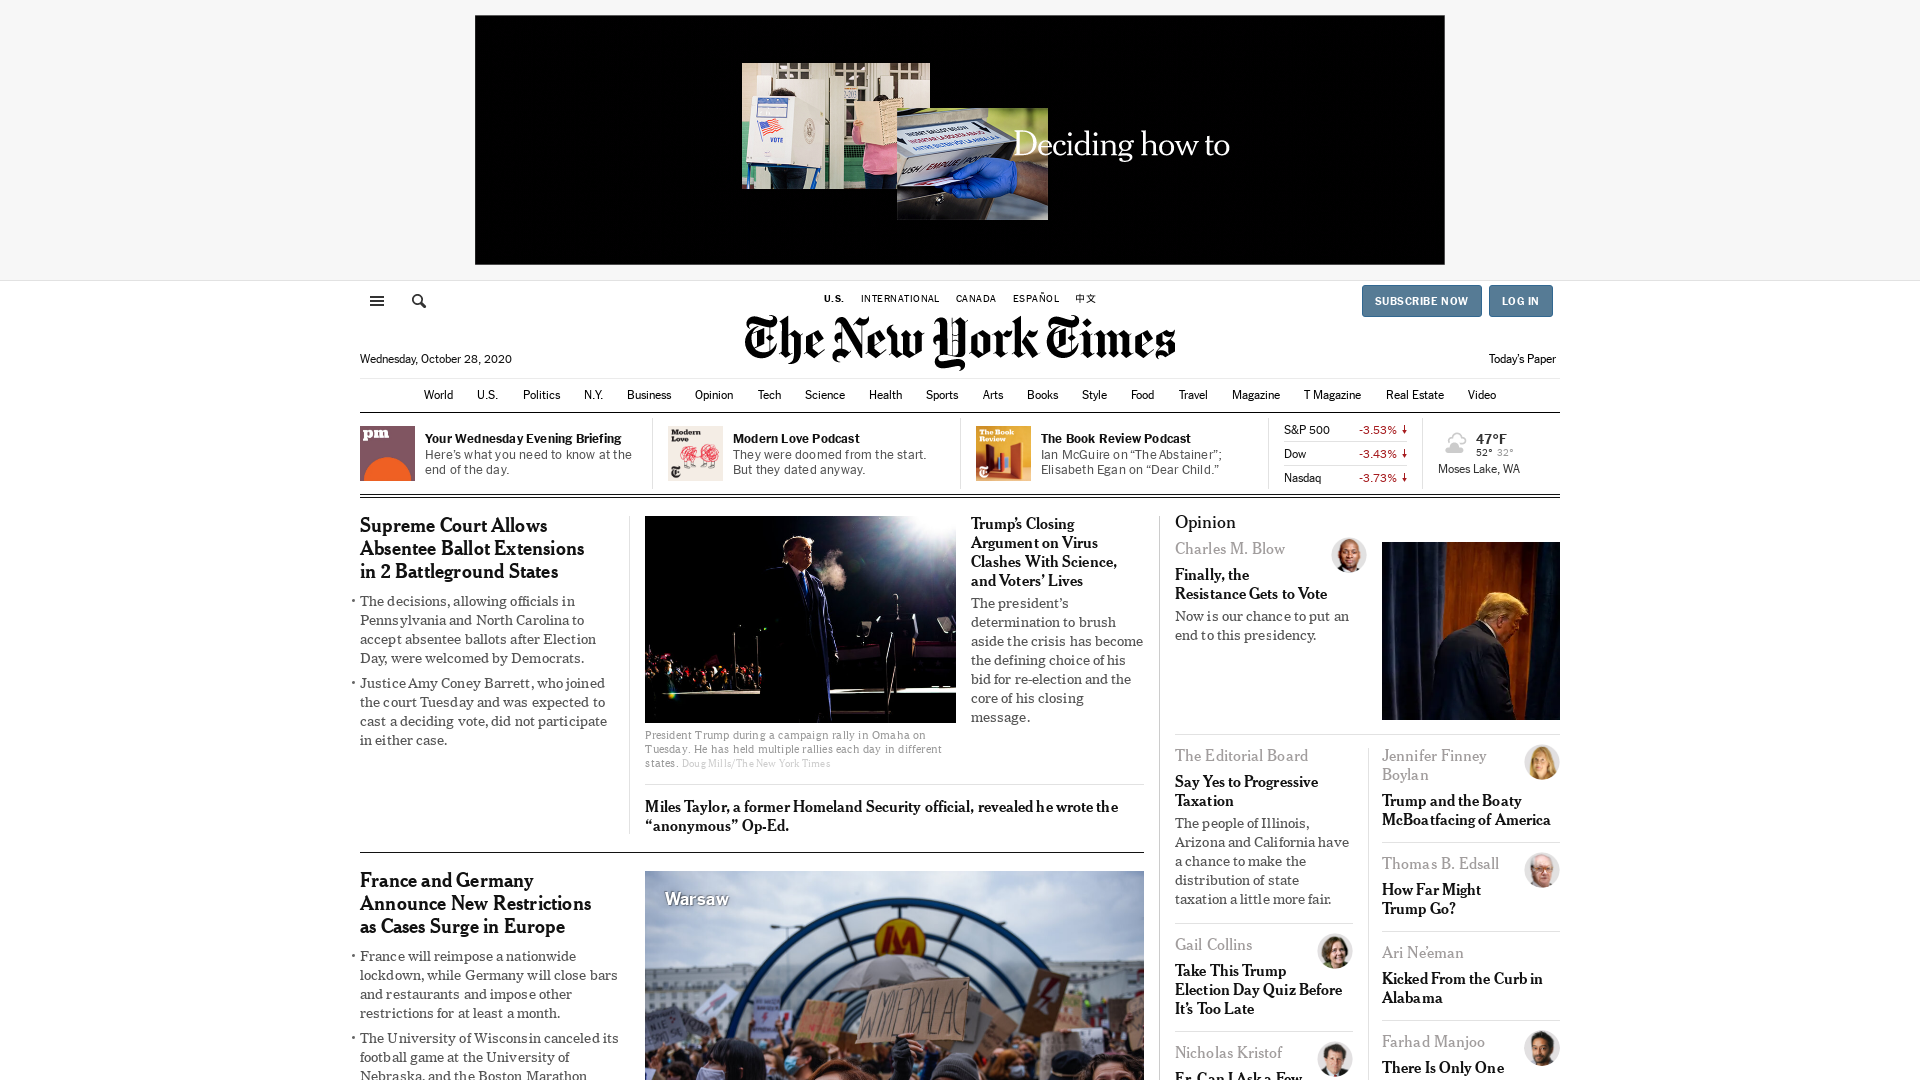 VOTE
Deciding how to
U.S.
INTERNATIONAL
CANADA
ESPAÑOL
中文
SUBSCRIBE NOW
LOG IN
The New York Times
Wednesday, October 28, 2020
Today's Paper
World
U.S.
Politics
N.Y.
Business
Opinion
Tech
Science
Health
Sports
Arts
Books
Style
Food
Travel
Magazine
T Magazine
Real Estate
Video
pm
Your Wednesday Evening Briefing
Here's what you need to know at the
end of the day.
Modern
Love
Modern Love Podcast
They were doomed from the start.
But they dated anyway.
The Book
Review
The Book Review Podcast
Ian McGuire on “The Abstainer”;
Elisabeth Egan on “Dear Child.”
S&P 500 -3.53%
Dow -3.43%
Nasdaq -3.73%
47°F
52° 32°
Moses Lake, WA
Supreme Court Allows
Absentee Ballot Extensions
in 2 Battleground States
• The decisions, allowing officials in
Pennsylvania and North Carolina to
accept absentee ballots after Election
Day, were welcomed by Democrats.
• Justice Amy Coney Barrett, who joined
the court Tuesday and was expected to
cast a deciding vote, did not participate
in either case.
President Trump during a campaign rally in Omaha on
Tuesday. He has held multiple rallies each day in different
states. Doug Mills/The New York Times
Trump’s Closing
Argument on Virus
Clashes With Science,
and Voters’ Lives
The president’s
determination to brush
aside the crisis has become
the defining choice of his
bid for re-election and the
core of his closing
message.
Miles Taylor, a former Homeland Security official, revealed he wrote the
“anonymous” Op-Ed.
France and Germany
Announce New Restrictions
as Cases Surge in Europe
• France will reimpose a nationwide
lockdown, while Germany will close bars
and restaurants and impose other
restrictions for at least a month.
• The University of Wisconsin canceled its
football game at the University of
Nebraska, and the Boston Marathon
Warsaw
M
Opinion
Charles M. Blow
Finally, the
Resistance Gets to Vote
Now is our chance to put an
end to this presidency.
The Editorial Board
Say Yes to Progressive
Taxation
The people of Illinois,
Arizona and California have
a chance to make the
distribution of state
taxation a little more fair.
Gail Collins
Take This Trump
Election Day Quiz Before
It’s Too Late
Nicholas Kristof
Er, Can I Ask a Few
Jennifer Finney
Boylan
Trump and the Boaty
McBoatfacing of America
Thomas B. Edsall
How Far Might
Trump Go?
Ari Ne’eman
Kicked From the Curb in
Alabama
Farhad Manjoo
There Is Only One